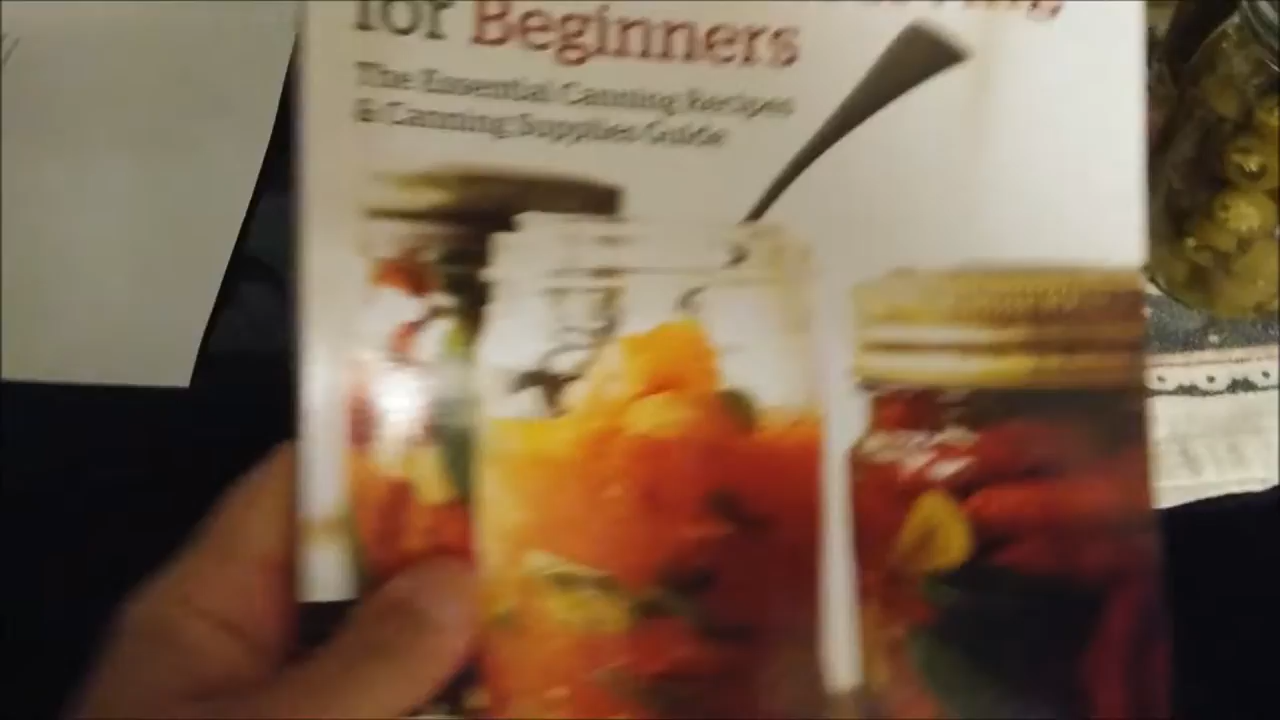 for Beginners
The Essential Canning Recipes
& Canning Supplies Guide